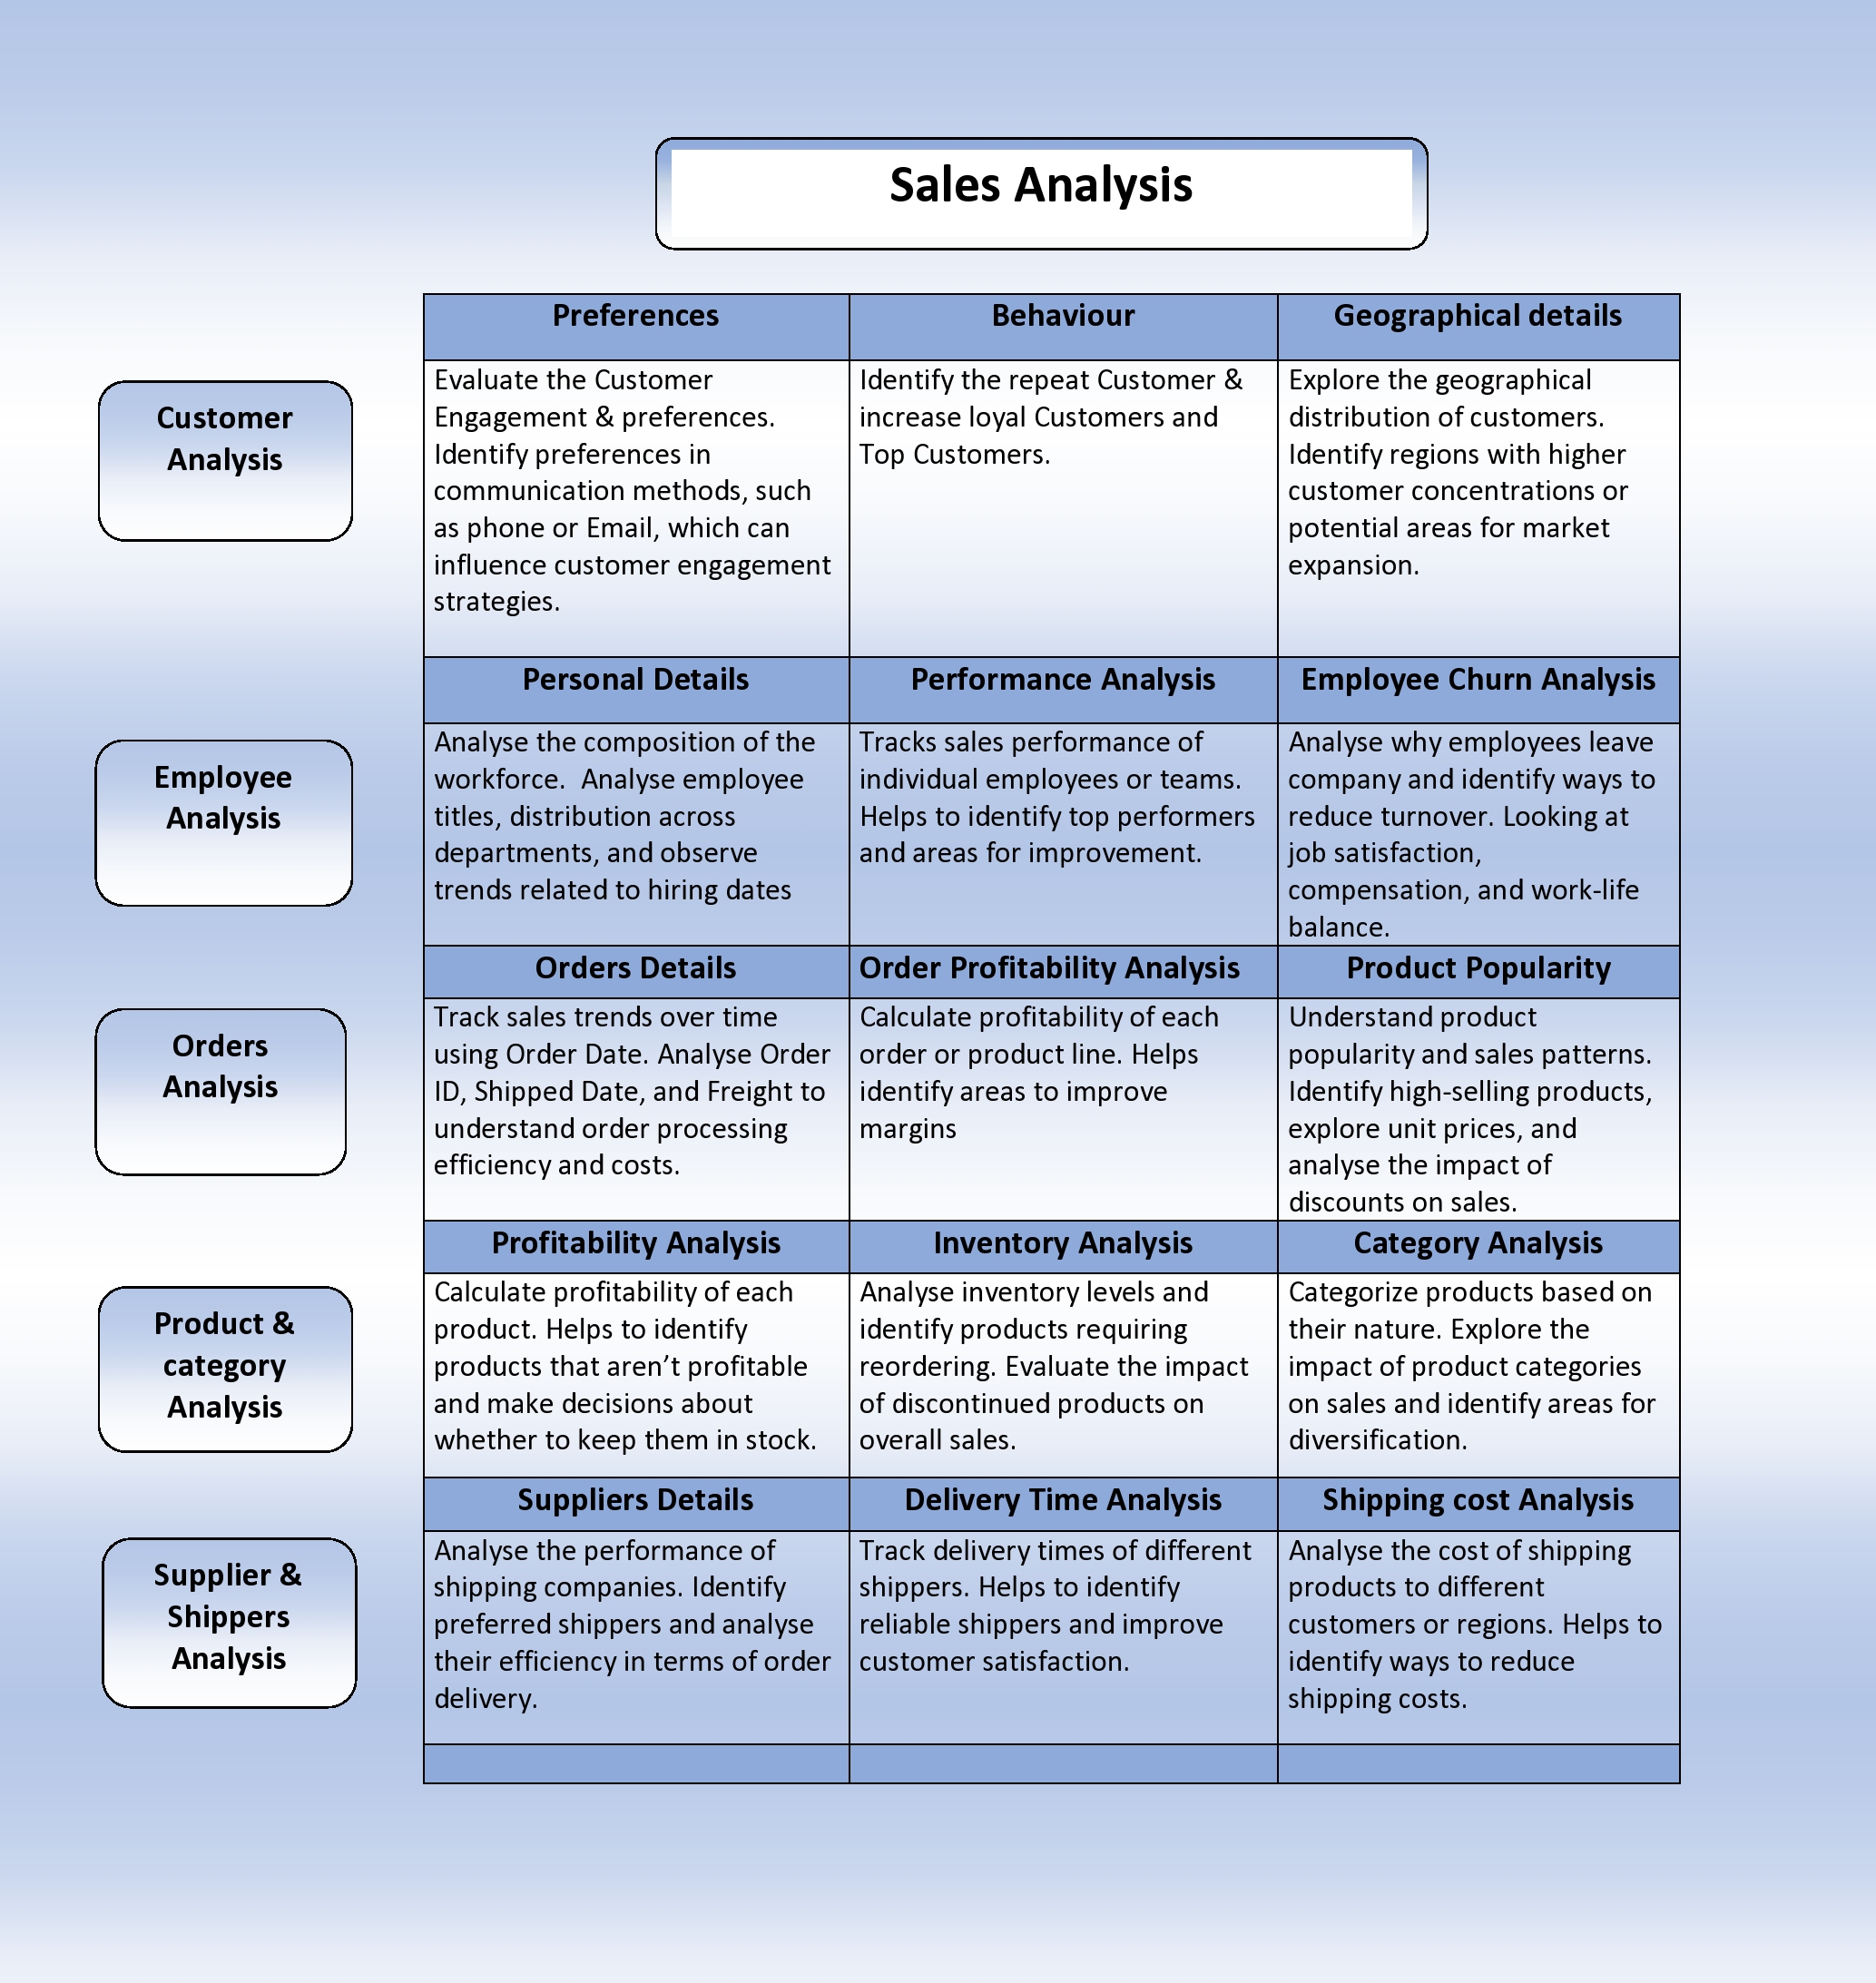 Sales Analysis
Preferences
Behaviour
Geographical details
Customer
Analysis
Evaluate the Customer
Engagement & preferences.
Identify preferences in
communication methods, such
as phone or Email, which can
influence customer engagement
strategies.
Identify the repeat Customer &
increase loyal Customers and
Top Customers.
Explore the geographical
distribution of customers.
Identify regions with higher
customer concentrations or
potential areas for market
expansion.
Personal Details
Performance Analysis
Employee Churn Analysis
Employee
Analysis
Analyse the composition of the
workforce.  Analyse employee
titles, distribution across
departments, and observe
trends related to hiring dates
Tracks sales performance of
individual employees or teams.
Helps to identify top performers
and areas for improvement.
Analyse why employees leave
company and identify ways to
reduce turnover. Looking at
job satisfaction,
compensation, and work-life
balance.
Orders Details
Order Profitability Analysis
Product Popularity
Orders
Analysis
Track sales trends over time
using Order Date. Analyse Order
ID, Shipped Date, and Freight to
understand order processing
efficiency and costs.
Calculate profitability of each
order or product line. Helps
identify areas to improve
margins
Understand product
popularity and sales patterns.
Identify high-selling products,
explore unit prices, and
analyse the impact of
discounts on sales.
Profitability Analysis
Inventory Analysis
Category Analysis
Product &
category
Analysis
Calculate profitability of each
product. Helps to identify
products that aren’t profitable
and make decisions about
whether to keep them in stock.
Analyse inventory levels and
identify products requiring
reordering. Evaluate the impact
of discontinued products on
overall sales.
Categorize products based on
their nature. Explore the
impact of product categories
on sales and identify areas for
diversification.
Suppliers Details
Delivery Time Analysis
Shipping cost Analysis
Supplier &
Shippers
Analysis
Analyse the performance of
shipping companies. Identify
preferred shippers and analyse
their efficiency in terms of order
delivery.
Track delivery times of different
shippers. Helps to identify
reliable shippers and improve
customer satisfaction.
Analyse the cost of shipping
products to different
customers or regions. Helps to
identify ways to reduce
shipping costs.